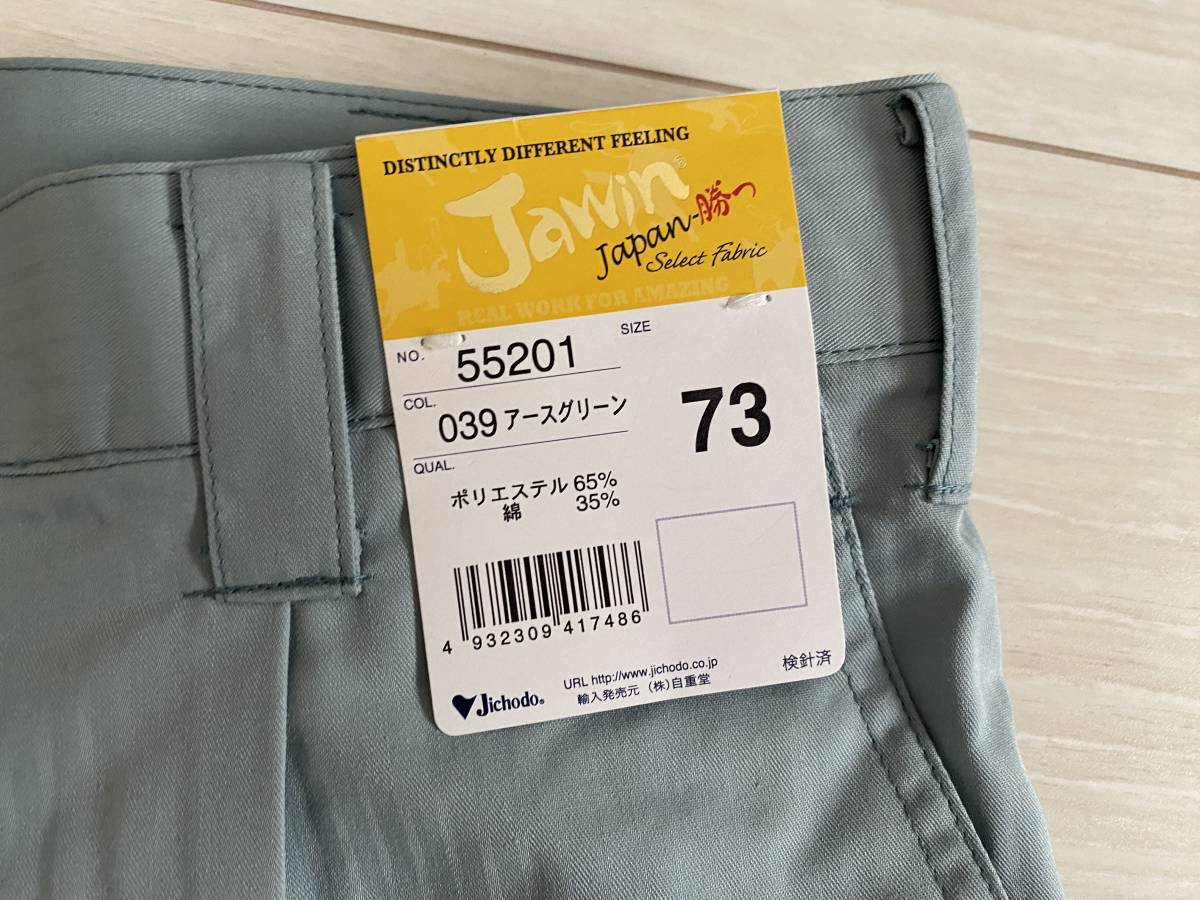 DISTINCTLY DIFFERENT FEELING
Jawin®
Japan-勝つ
Select Fabric
REAL WORK FOR AMAZING
NO. 55201
SIZE
73
COL.
039 アースグリーン
QUAL.
ポリエステル 65%
綿 35%
4 932309 417486
Jichodo®
URL http://www.jichodo.co.jp
輸入発売元 (株)自重堂
検針済